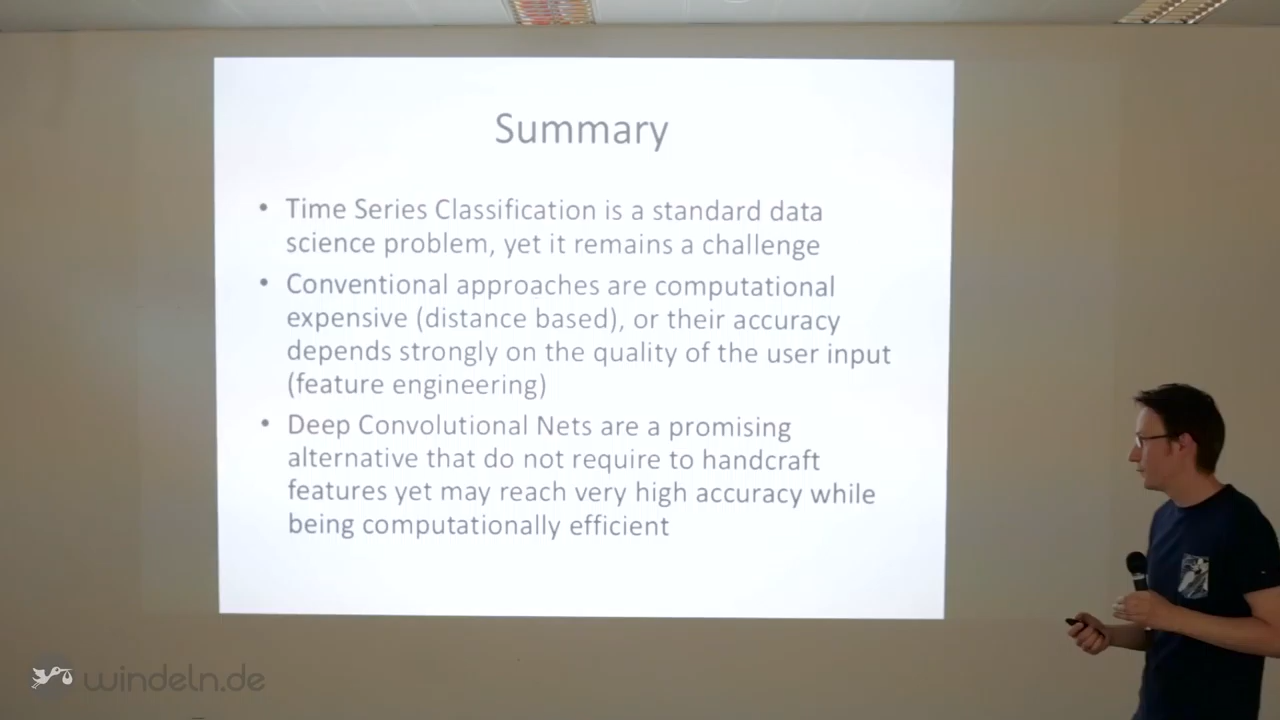 Summary
• Time Series Classification is a standard data
science problem, yet it remains a challenge
• Conventional approaches are computational
expensive (distance based), or their accuracy
depends strongly on the quality of the user input
(feature engineering)
• Deep Convolutional Nets are a promising
alternative that do not require to handcraft
features yet may reach very high accuracy while
being computationally efficient
windeln.de